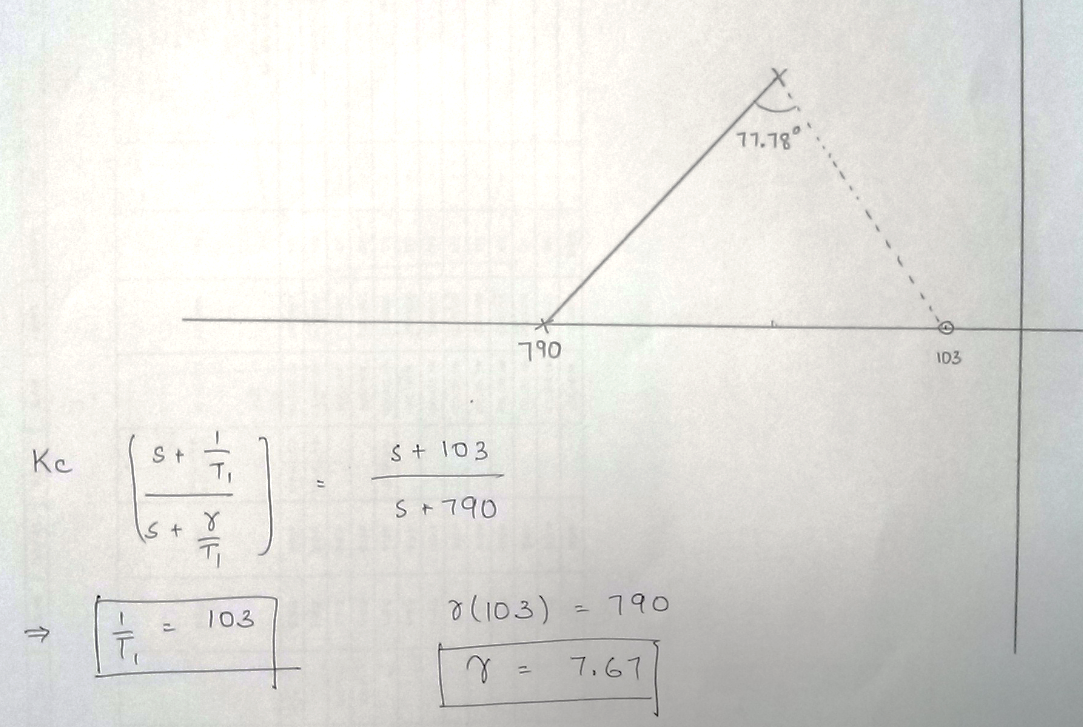 77.78°
790
103
Kc ( (s + 1/T₁) / (s + γ/T₁) ) = (s + 103) / (s + 790)
⇒ 1/T₁ = 103
γ(103) = 790
γ = 7.67